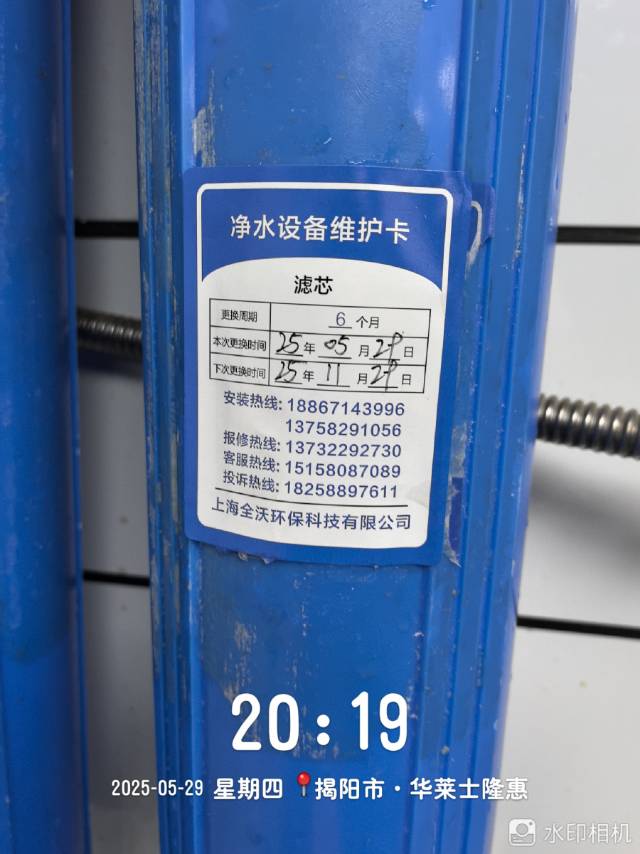 净水设备维护卡
滤芯
更换周期 6 个月
本次更换时间 25 年 05 月 29 日
下次更换时间 25 年 11 月 29 日
安装热线: 18867143996
13758291056
报修热线: 13732292730
客服热线: 15158087089
投诉热线: 18258897611
上海全沃环保科技有限公司
20:19
2025-05-29 星期四 揭阳市·华莱士隆惠
水印相机